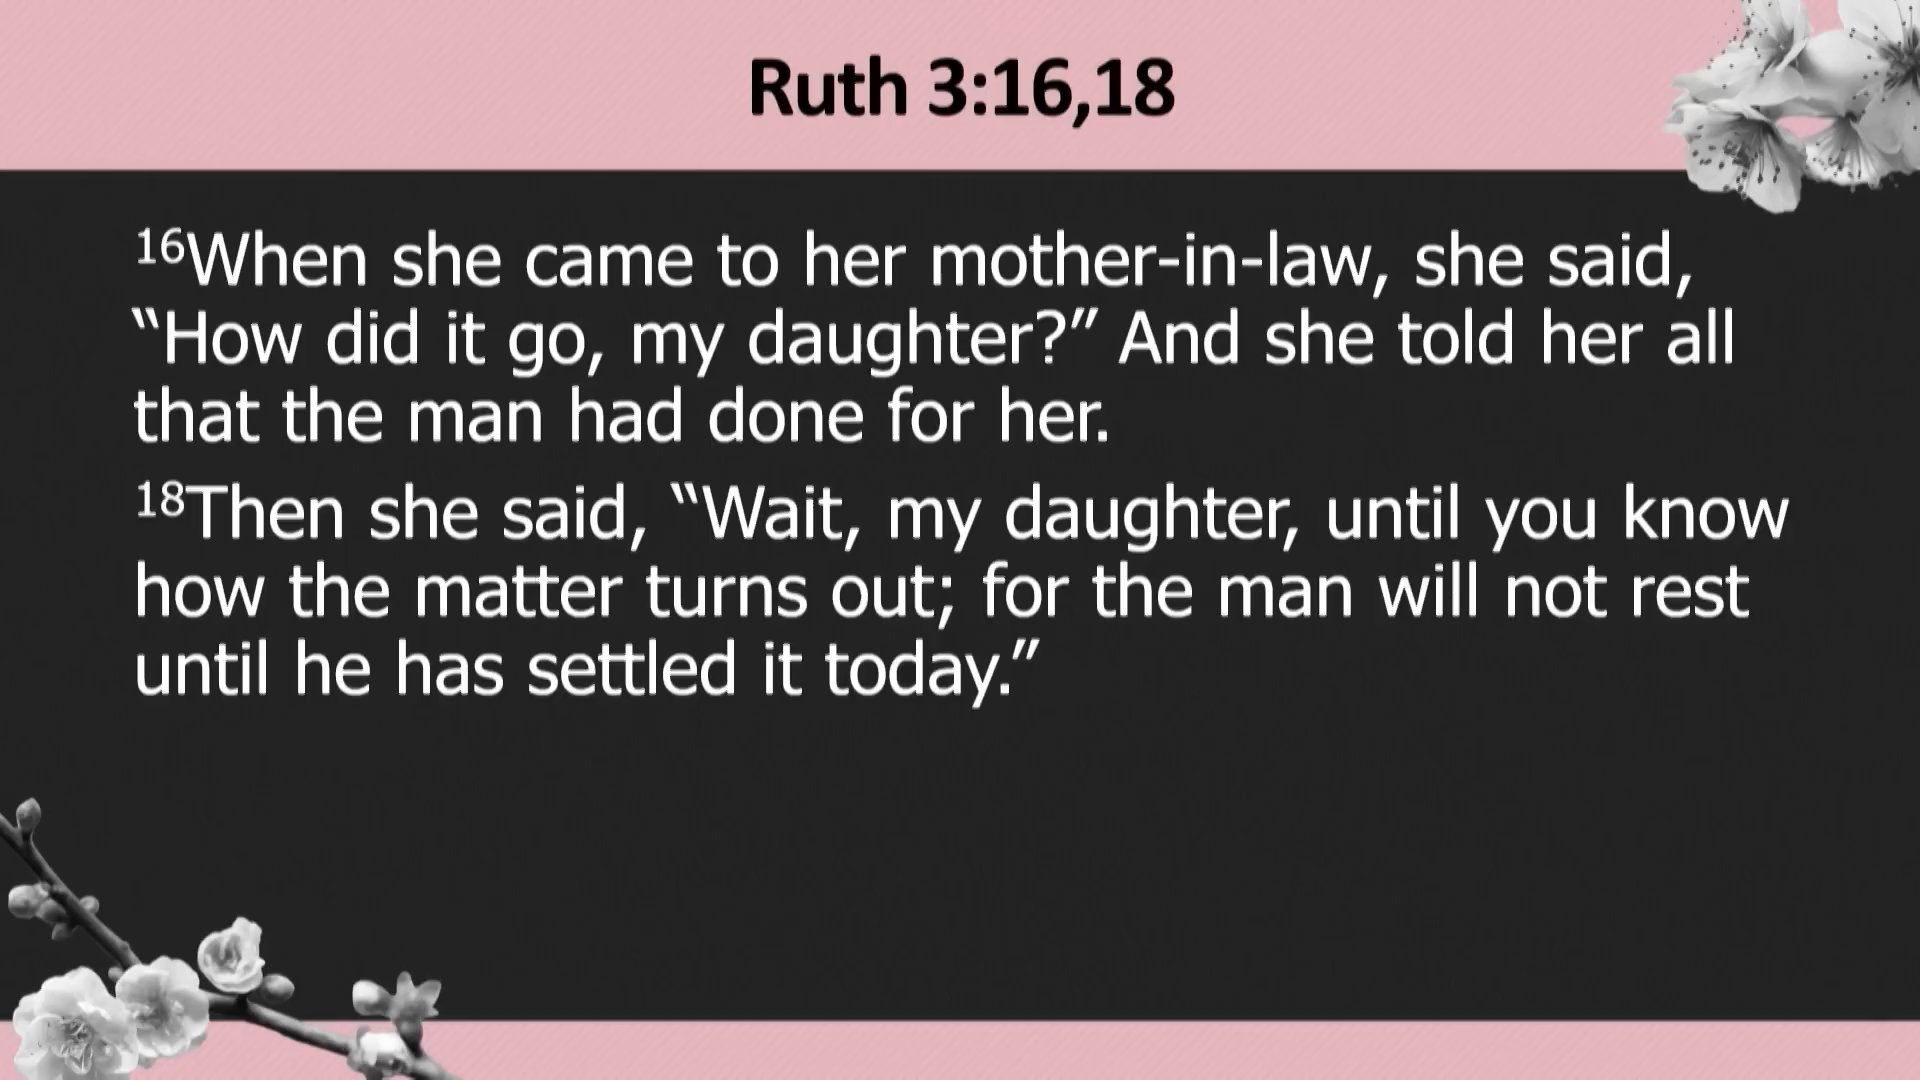 Ruth 3:16,18
16When she came to her mother-in-law, she said,
“How did it go, my daughter?” And she told her all
that the man had done for her.
18Then she said, “Wait, my daughter, until you know
how the matter turns out; for the man will not rest
until he has settled it today.”